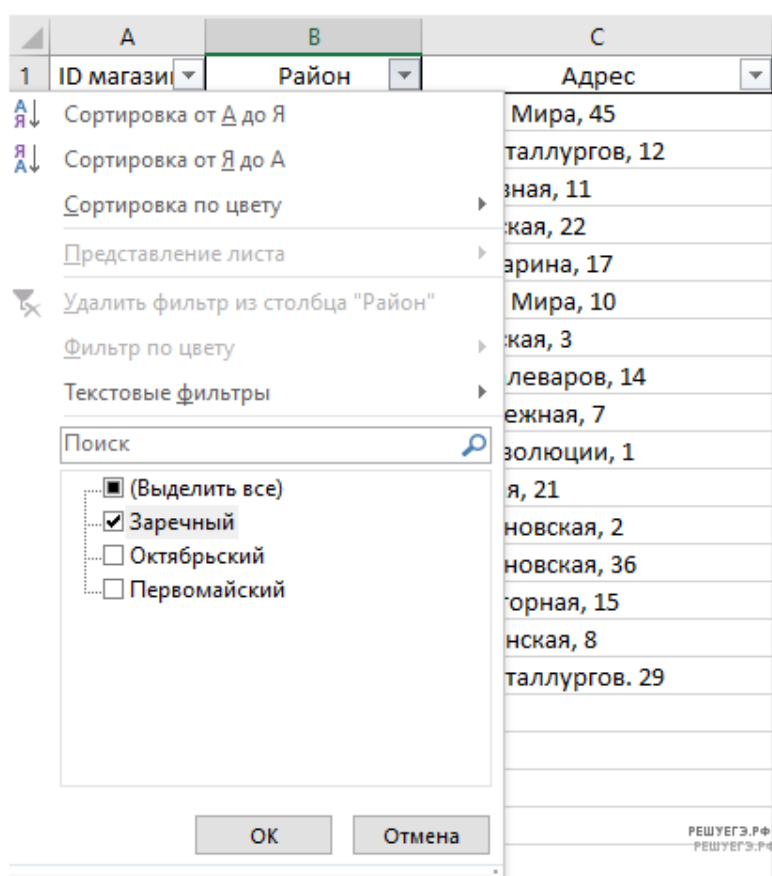 A B C
1 ID магази Район Адрес
Сортировка от А до Я
Мира, 45
Сортировка от Я до А
таллургов, 12
Сортировка по цвету
вная, 11
ская, 22
Представление листа
арина, 17
Удалить фильтр из столбца "Район"
Мира, 10
Фильтр по цвету
ская, 3
Текстовые фильтры
леваров, 14
ежная, 7
Поиск
волюции, 1
(Выделить все)
я, 21
Заречный
новская, 2
Октябрьский
новская, 36
Первомайский
горная, 15
нская, 8
таллургов. 29
ОК Отмена
РЕШУЕГЭ.РФ
РЕШУЕГЭ.РФ